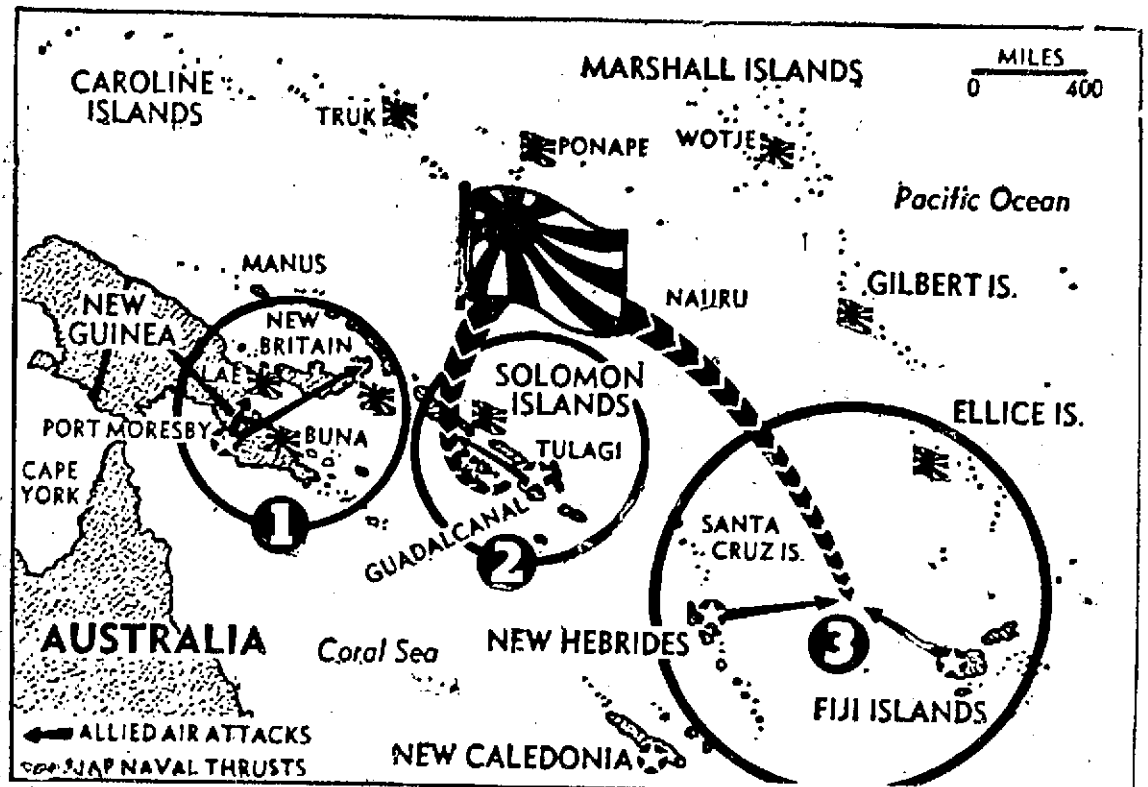 CAROLINE
ISLANDS
TRUK
PONAPE
MARSHALL ISLANDS
WOTJE
MILES
0 400
Pacific Ocean
MANUS
NAURU
GILBERT IS.
NEW
GUINEA
NEW
BRITAIN
LAE
SOLOMON
ISLANDS
ELLICE IS.
PORT MORESBY
BUNA
TULAGI
CAPE
YORK
GUADALCANAL
SANTA
CRUZ IS.
1
2
3
AUSTRALIA
Coral Sea
NEW HEBRIDES
FIJI ISLANDS
ALLIED AIR ATTACKS
JAP NAVAL THRUSTS
NEW CALEDONIA